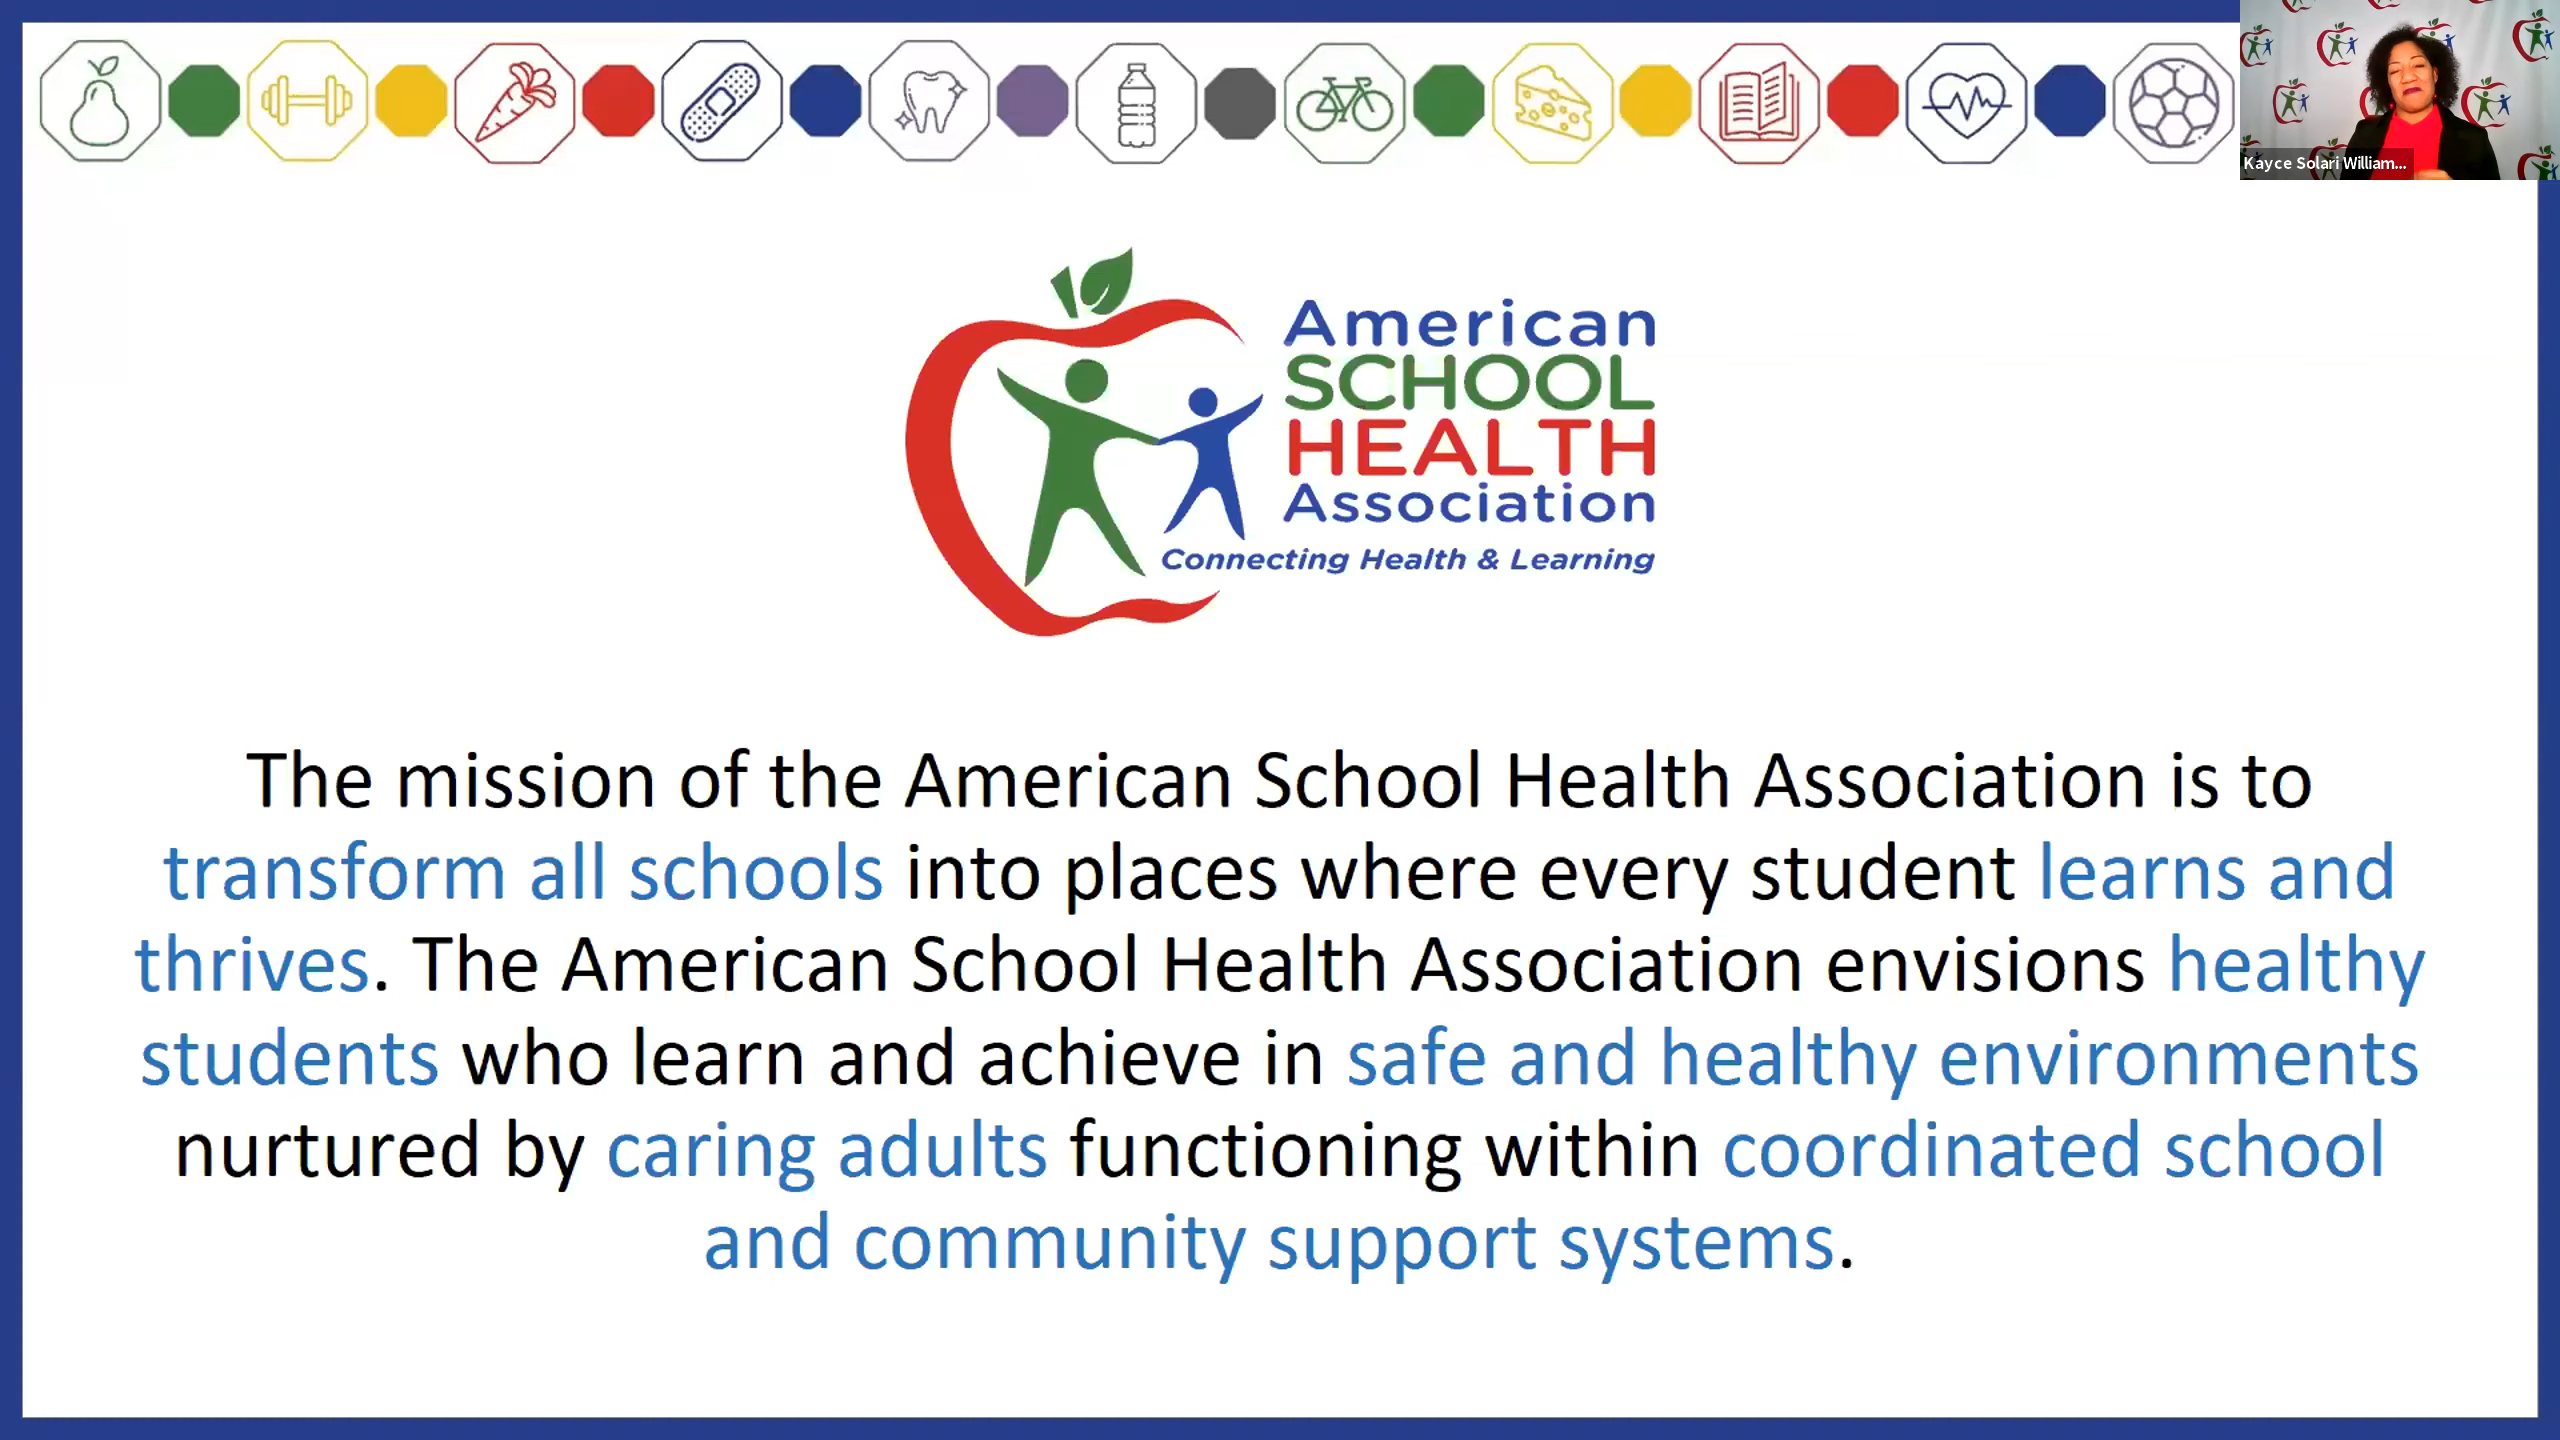 Kayce Solari William...
American
SCHOOL
HEALTH
Association
Connecting Health & Learning
The mission of the American School Health Association is to
transform all schools into places where every student learns and
thrives. The American School Health Association envisions healthy
students who learn and achieve in safe and healthy environments
nurtured by caring adults functioning within coordinated school
and community support systems.